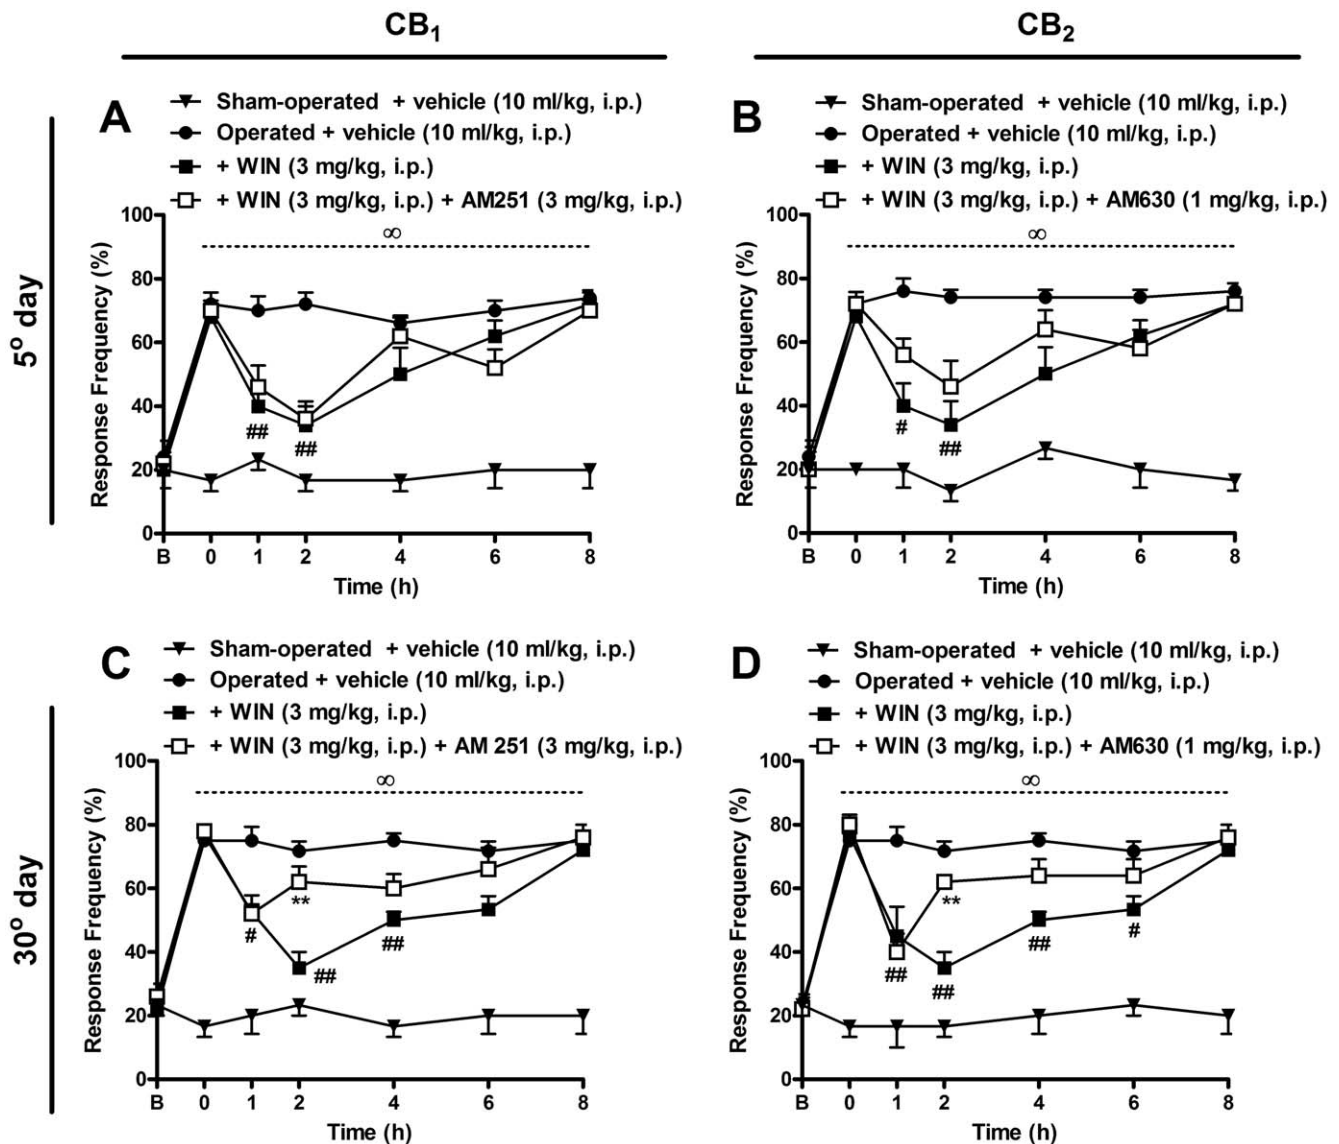 CB1
CB2
5° day
30° day
A
Sham-operated + vehicle (10 ml/kg, i.p.)
Operated + vehicle (10 ml/kg, i.p.)
+ WIN (3 mg/kg, i.p.)
+ WIN (3 mg/kg, i.p.) + AM251 (3 mg/kg, i.p.)
Response Frequency (%)
100
80
60
40
20
0
∞
##
##
B 0 1 2 4 6 8
Time (h)
B
Sham-operated + vehicle (10 ml/kg, i.p.)
Operated + vehicle (10 ml/kg, i.p.)
+ WIN (3 mg/kg, i.p.)
+ WIN (3 mg/kg, i.p.) + AM630 (1 mg/kg, i.p.)
Response Frequency (%)
100
80
60
40
20
0
∞
#
##
B 0 1 2 4 6 8
Time (h)
C
Sham-operated + vehicle (10 ml/kg, i.p.)
Operated + vehicle (10 ml/kg, i.p.)
+ WIN (3 mg/kg, i.p.)
+ WIN (3 mg/kg, i.p.) + AM 251 (3 mg/kg, i.p.)
Response Frequency (%)
100
80
60
40
20
0
∞
**
#
##
##
B 0 1 2 4 6 8
Time (h)
D
Sham-operated + vehicle (10 ml/kg, i.p.)
Operated + vehicle (10 ml/kg, i.p.)
+ WIN (3 mg/kg, i.p.)
+ WIN (3 mg/kg, i.p.) + AM630 (1 mg/kg, i.p.)
Response Frequency (%)
100
80
60
40
20
0
∞
**
#
##
##
##
B 0 1 2 4 6 8
Time (h)